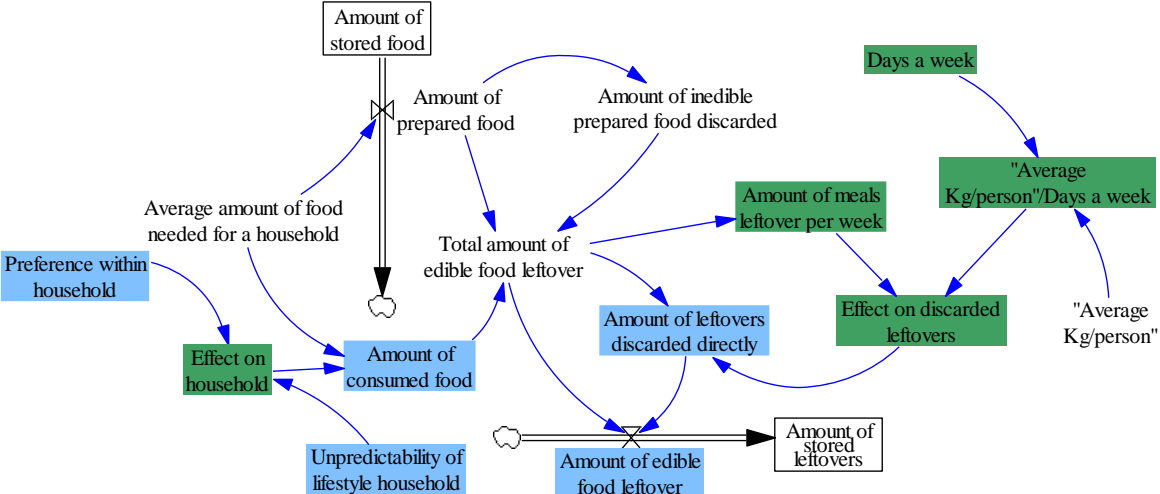 Amount of
stored food
Days a week
Amount of
prepared food
Amount of inedible
prepared food discarded
"Average
Kg/person"/Days a week
Average amount of food
needed for a household
Amount of meals
leftover per week
Total amount of
edible food leftover
Preference within
household
Effect on discarded
leftovers
"Average
Kg/person"
Amount of leftovers
discarded directly
Effect on
household
Amount of
consumed food
Unpredictability of
lifestyle household
Amount of edible
food leftover
Amount of
stored
leftovers